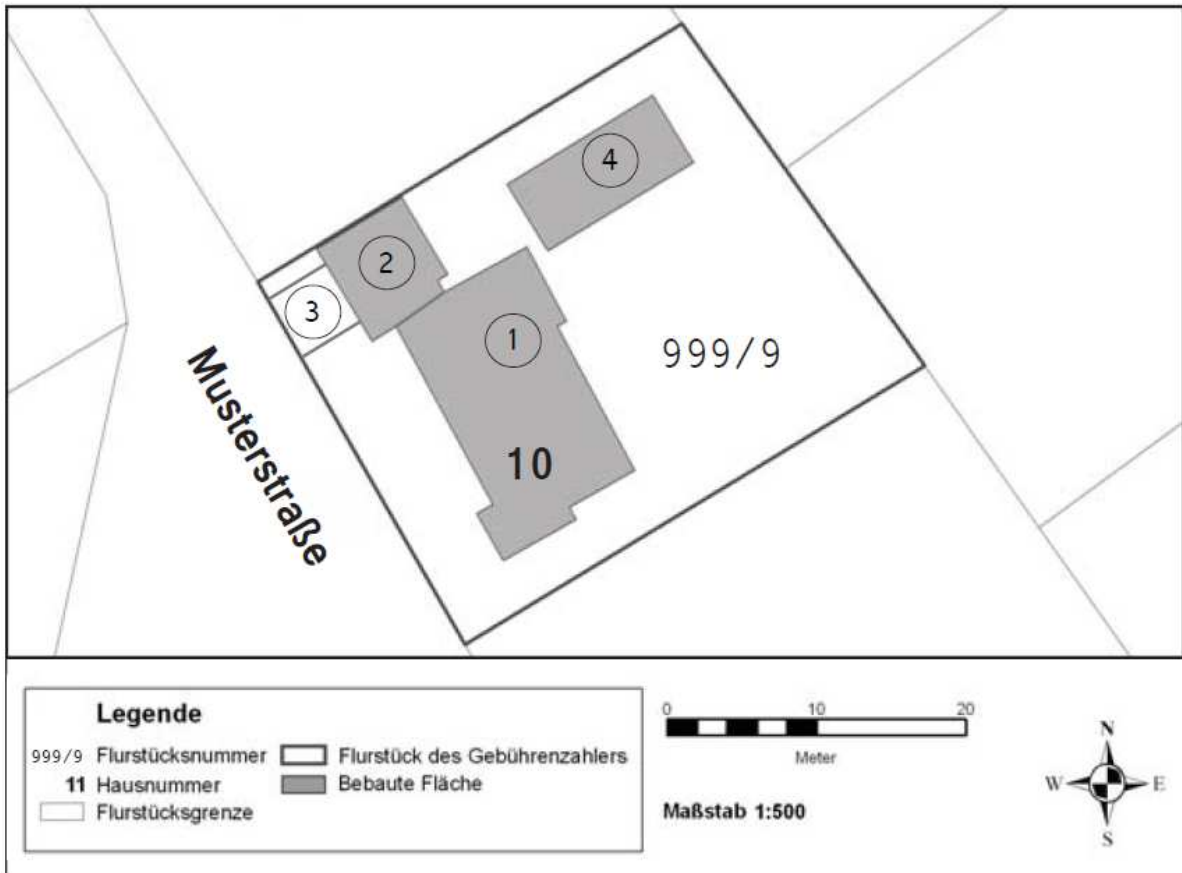 4
2
3
1
999/9
Musterstraße
10
Legende
999/9 Flurstücksnummer
Flurstück des Gebührenzahlers
11 Hausnummer
Bebaute Fläche
Flurstücksgrenze
0 10 20
Meter
Maßstab 1:500
N
W E
S